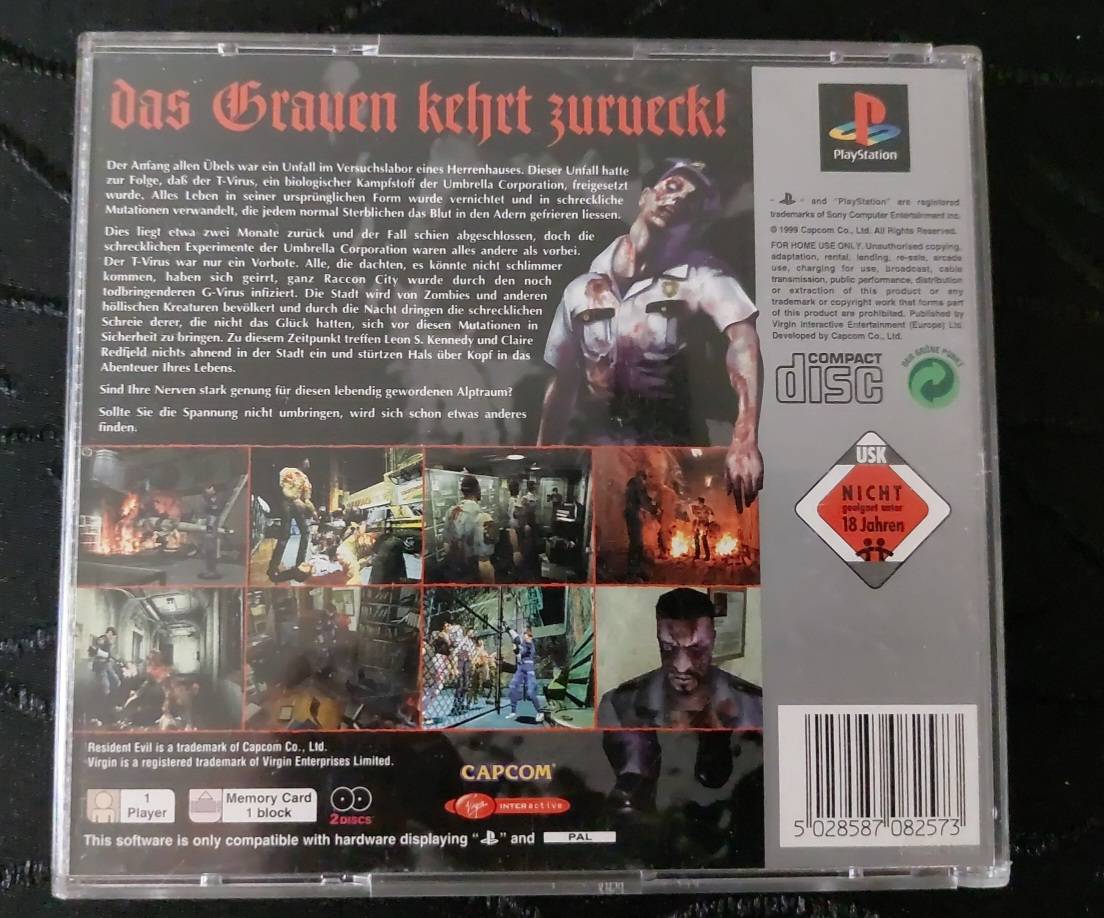 das Grauen kehrt zurueck!
Der Anfang allen Übels war ein Unfall im Versuchslabor eines Herrenhauses. Dieser Unfall hatte
zur Folge, daß der T-Virus, ein biologischer Kampfstoff der Umbrella Corporation, freigesetzt
wurde. Alles Leben in seiner ursprünglichen Form wurde vernichtet und in schreckliche
Mutationen verwandelt, die jedem normal Sterblichen das Blut in den Adern gefrieren liessen.
Dies liegt etwa zwei Monate zurück und der Fall schien abgeschlossen, doch die
schrecklichen Experimente der Umbrella Corporation waren alles andere als vorbei.
Der T-Virus war nur ein Vorbote. Alle, die dachten, es könnte nicht schlimmer
kommen, haben sich geirrt, ganz Raccon City wurde durch den noch
todbringenderen G-Virus infiziert. Die Stadt wird von Zombies und anderen
höllischen Kreaturen bevölkert und durch die Nacht dringen die schrecklichen
Schreie derer, die nicht das Glück hatten, sich vor diesen Mutationen in
Sicherheit zu bringen. Zu diesem Zeitpunkt treffen Leon S. Kennedy und Claire
Redfield nichts ahnend in der Stadt ein und stürtzen Hals über Kopf in das
Abenteuer Ihres Lebens.
Sind Ihre Nerven stark genung für diesen lebendig gewordenen Alptraum?
Sollte Sie die Spannung nicht umbringen, wird sich schon etwas anderes
finden.
Resident Evil is a trademark of Capcom Co., Ltd.
Virgin is a registered trademark of Virgin Enterprises Limited.
1
Player
Memory Card
1 block
2 DISCS
CAPCOM
Virgin INTERactive
This software is only compatible with hardware displaying " " and PAL
PlayStation
" " and "PlayStation" are registered
trademarks of Sony Computer Entertainment Inc.
© 1999 Capcom Co., Ltd. All Rights Reserved.
FOR HOME USE ONLY. Unauthorised copying,
adaptation, rental, lending, re-sale, arcade
use, charging for use, broadcast, cable
transmission, public performance, distribution
or extraction of this product or any
trademark or copyright work that forms part
of this product are prohibited. Published by
Virgin Interactive Entertainment (Europe) Ltd.
Developed by Capcom Co., Ltd.
COMPACT
disc
DER GRÜNE PUNKT
USK
NICHT
geeignet unter
18 Jahren
5 028587 082573